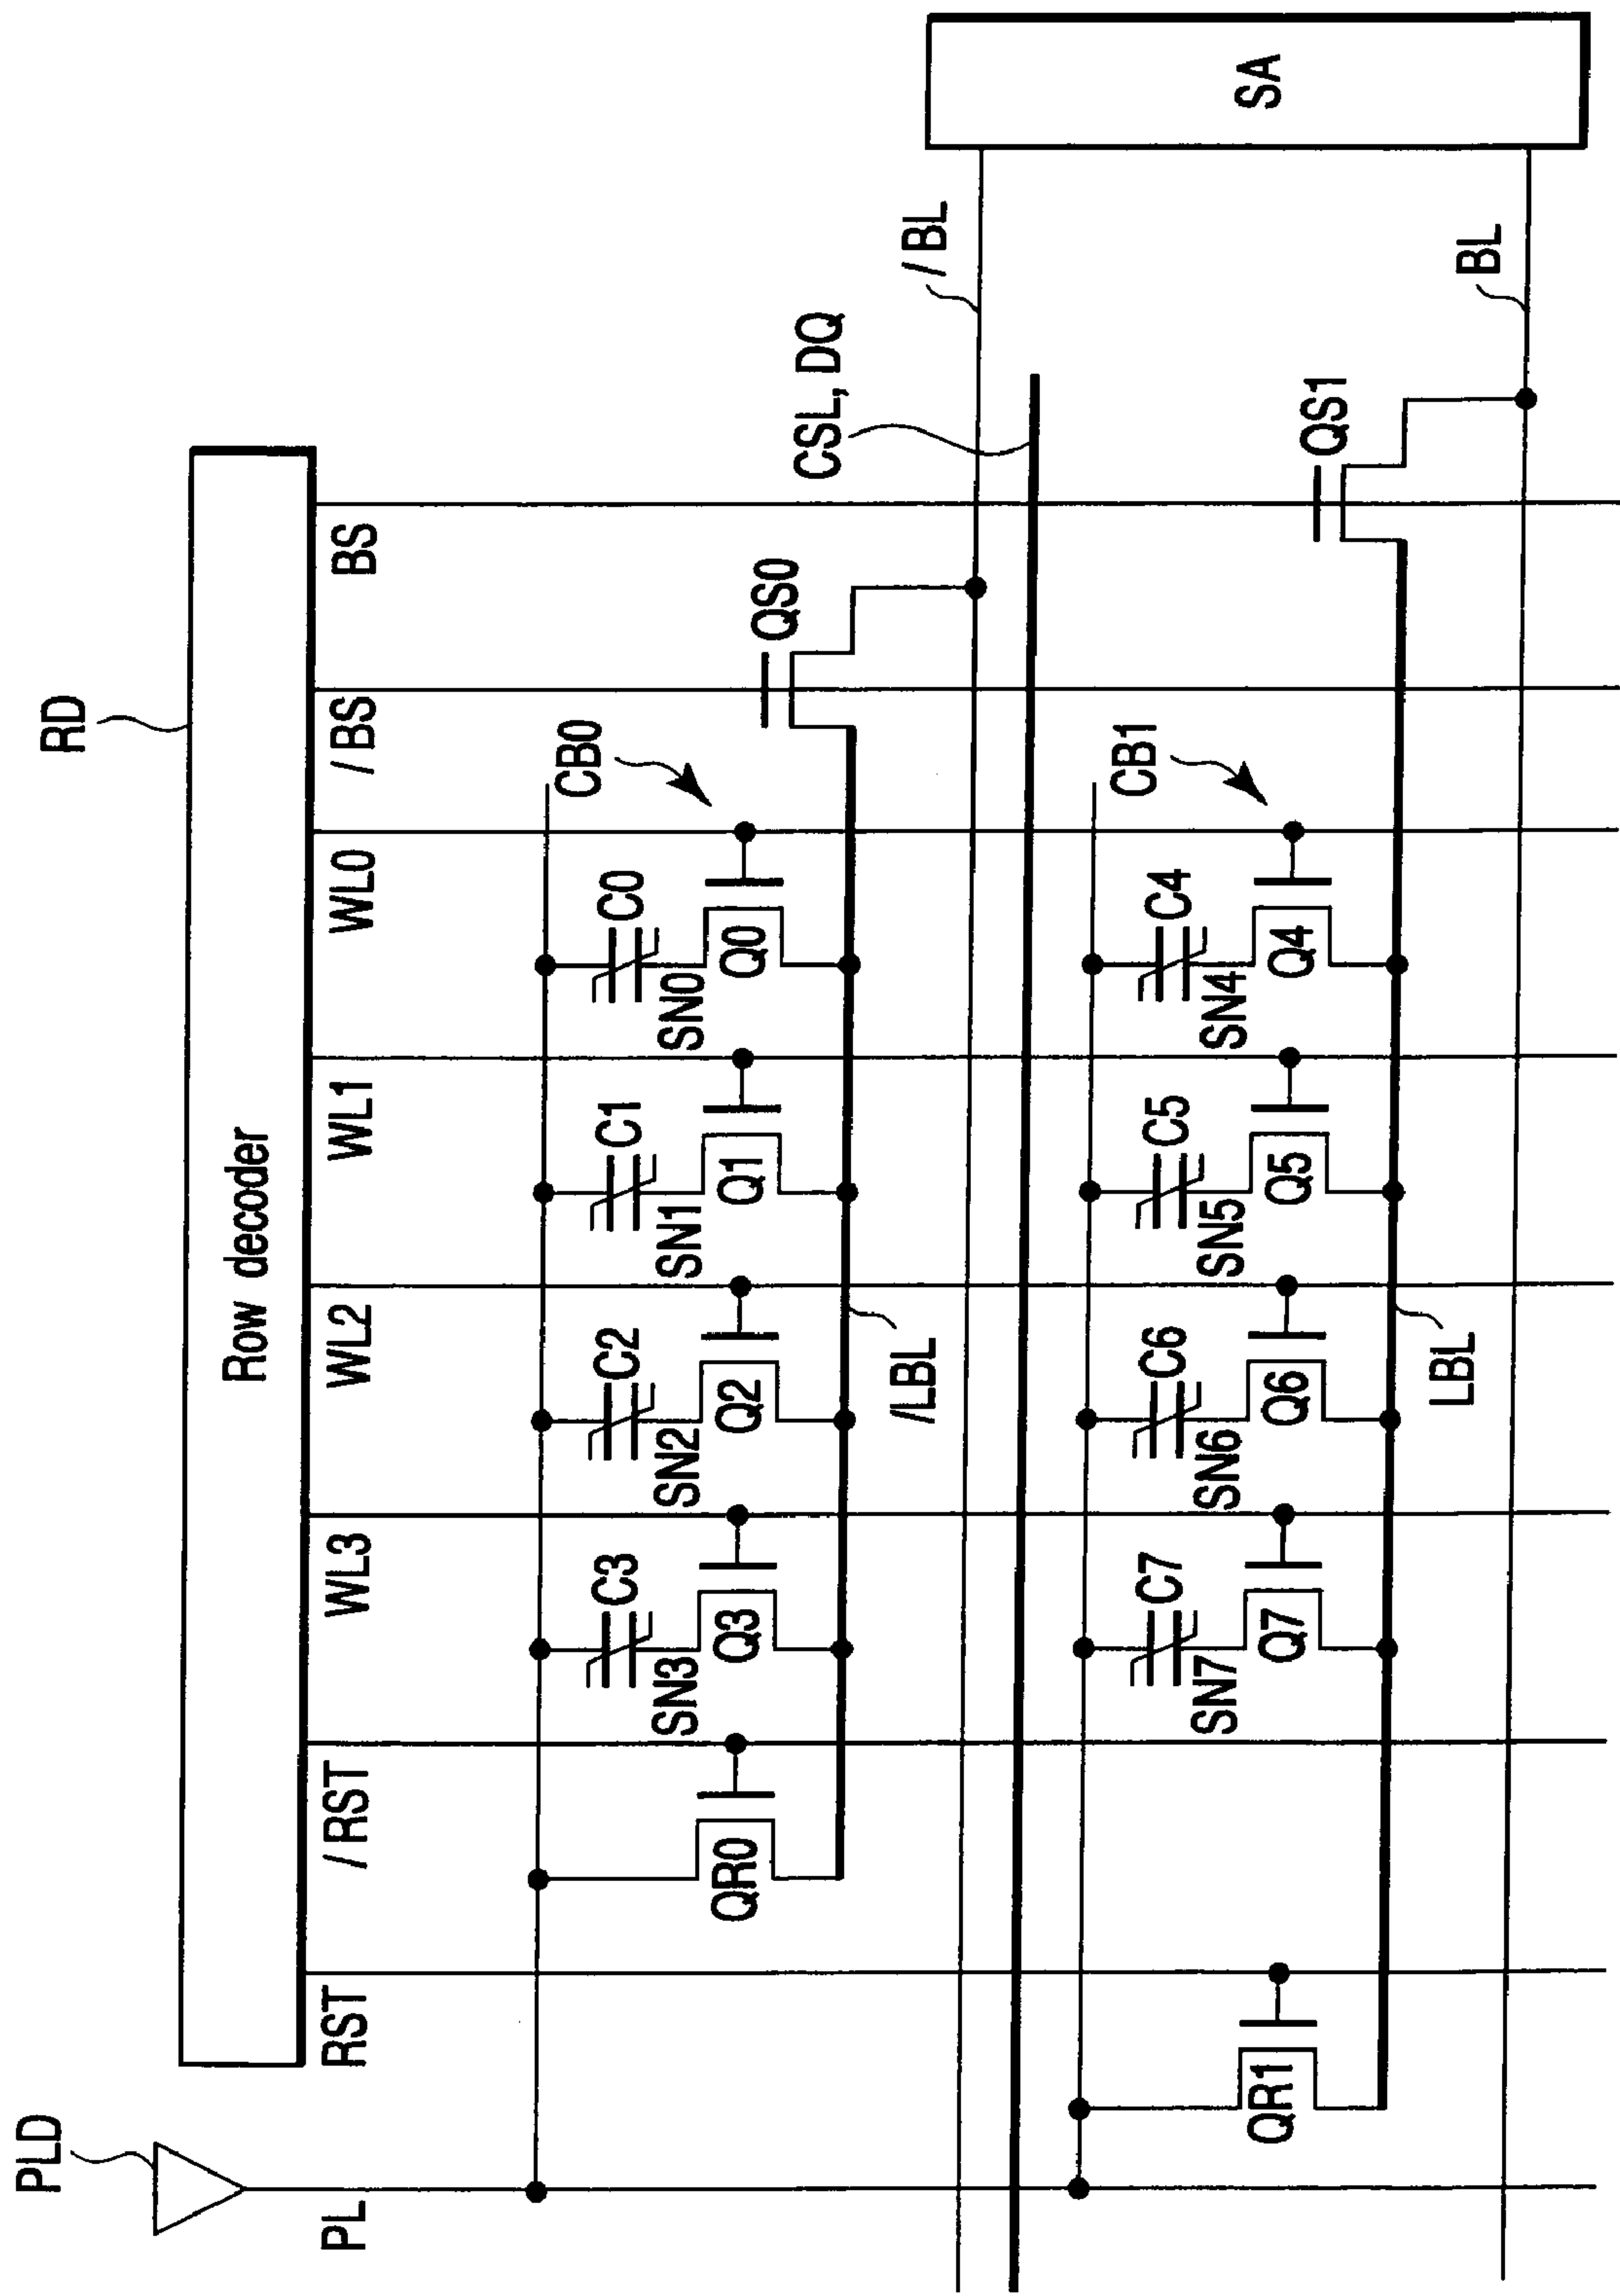 PLD
RD
Row decoder
PL
RST
/ RST
WL3
WL2
WL1
WL0
/ BS
BS
CB0
C3
C2
C1
C0
SN3
SN2
SN1
SN0
QR0
Q3
Q2
Q1
Q0
QS0
/LBL
CSL, DQ
/ BL
SA
CB1
C7
C6
C5
C4
SN7
SN6
SN5
SN4
QR1
Q7
Q6
Q5
Q4
QS1
LBL
BL